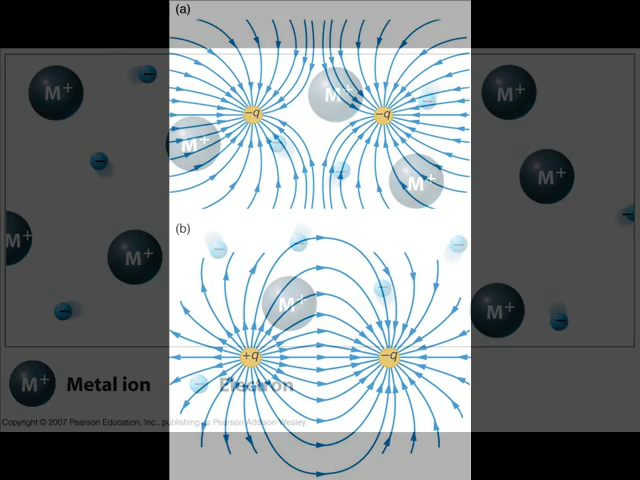 (a)
−q −q
M⁺ M⁺ M⁺
M⁺ M⁺
M⁺
M⁺ M⁺
(b)
M⁺ M⁺
+q −q
M⁺ Metal ion − Electron
Copyright © 2007 Pearson Education, Inc., publishing as Pearson Addison-Wesley.